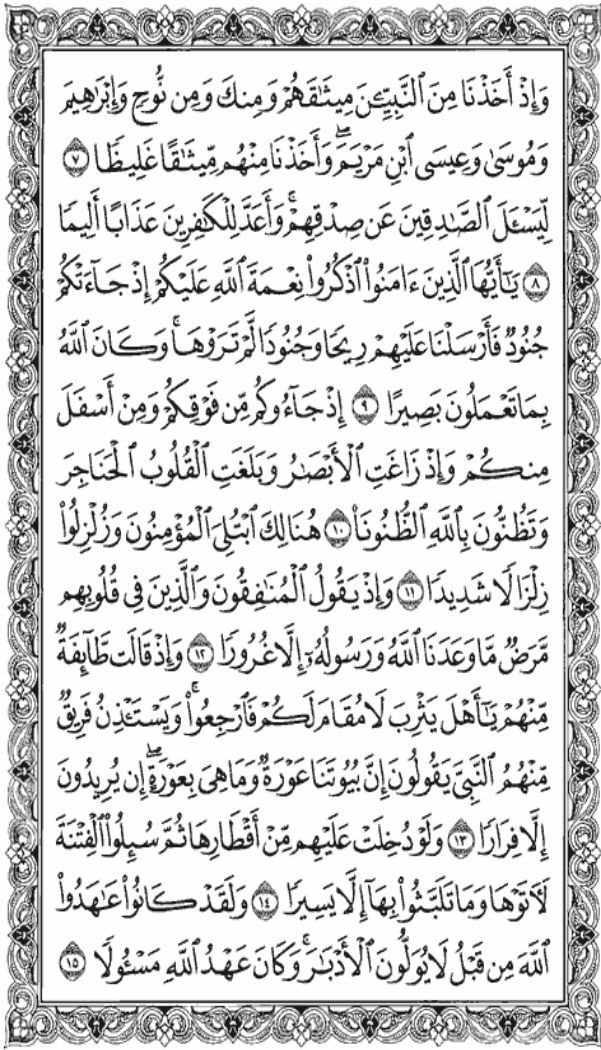 وَإِذْ أَخَذْنَا مِنَ ٱلنَّبِيِّـۧنَ مِيثَٰقَهُمْ وَمِنكَ وَمِن نُّوحٍ وَإِبْرَٰهِيمَ
وَمُوسَىٰ وَعِيسَى ٱبْنِ مَرْيَمَ ۖ وَأَخَذْنَا مِنْهُم مِّيثَٰقًا غَلِيظًا ٧
لِّيَسْـَٔلَ ٱلصَّٰدِقِينَ عَن صِدْقِهِمْ ۚ وَأَعَدَّ لِلْكَٰفِرِينَ عَذَابًا أَلِيمًا
٨ يَٰٓأَيُّهَا ٱلَّذِينَ ءَامَنُوا۟ ٱذْكُرُوا۟ نِعْمَةَ ٱللَّهِ عَلَيْكُمْ إِذْ جَآءَتْكُمْ
جُنُودٌ فَأَرْسَلْنَا عَلَيْهِمْ رِيحًا وَجُنُودًا لَّمْ تَرَوْهَا ۚ وَكَانَ ٱللَّهُ
بِمَا تَعْمَلُونَ بَصِيرًا ٩ إِذْ جَآءُوكُم مِّن فَوْقِكُمْ وَمِنْ أَسْفَلَ
مِنكُمْ وَإِذْ زَاغَتِ ٱلْأَبْصَٰرُ وَبَلَغَتِ ٱلْقُلُوبُ ٱلْحَنَاجِرَ
وَتَظُنُّونَ بِٱللَّهِ ٱلظُّنُونَا۠ ١٠ هُنَالِكَ ٱبْتُلِىَ ٱلْمُؤْمِنُونَ وَزُلْزِلُوا۟
زِلْزَالًا شَدِيدًا ١١ وَإِذْ يَقُولُ ٱلْمُنَٰفِقُونَ وَٱلَّذِينَ فِى قُلُوبِهِم
مَّرَضٌ مَّا وَعَدَنَا ٱللَّهُ وَرَسُولُهُۥٓ إِلَّا غُرُورًا ١٢ وَإِذْ قَالَت طَّآئِفَةٌ
مِّنْهُمْ يَٰٓأَهْلَ يَثْرِبَ لَا مُقَامَ لَكُمْ فَٱرْجِعُوا۟ ۚ وَيَسْتَـْٔذِنُ فَرِيقٌ
مِّنْهُمُ ٱلنَّبِىَّ يَقُولُونَ إِنَّ بُيُوتَنَا عَوْرَةٌ وَمَا هِىَ بِعَوْرَةٍ ۖ إِن يُرِيدُونَ
إِلَّا فِرَارًا ١٣ وَلَوْ دُخِلَتْ عَلَيْهِم مِّنْ أَقْطَارِهَا ثُمَّ سُئِلُوا۟ ٱلْفِتْنَةَ
لَـَٔاتَوْهَا وَمَا تَلَبَّثُوا۟ بِهَآ إِلَّا يَسِيرًا ١٤ وَلَقَدْ كَانُوا۟ عَٰهَدُوا۟
ٱللَّهَ مِن قَبْلُ لَا يُوَلُّونَ ٱلْأَدْبَٰرَ ۚ وَكَانَ عَهْدُ ٱللَّهِ مَسْـُٔولًا ١٥